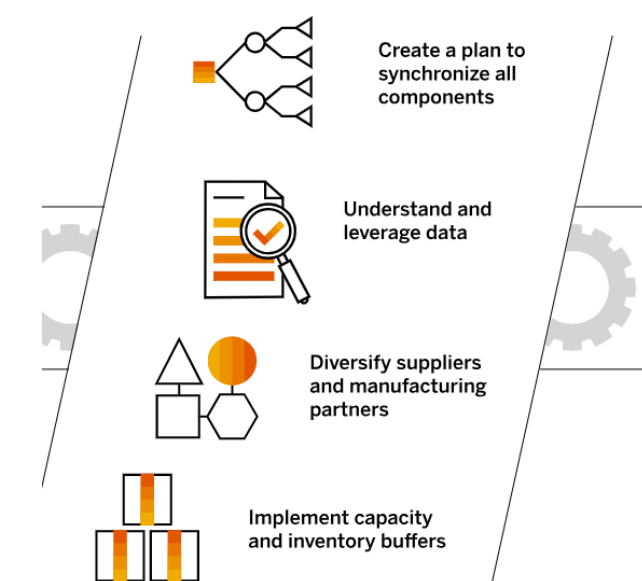 Create a plan to
synchronize all
components
Understand and
leverage data
Diversify suppliers
and manufacturing
partners
Implement capacity
and inventory buffers